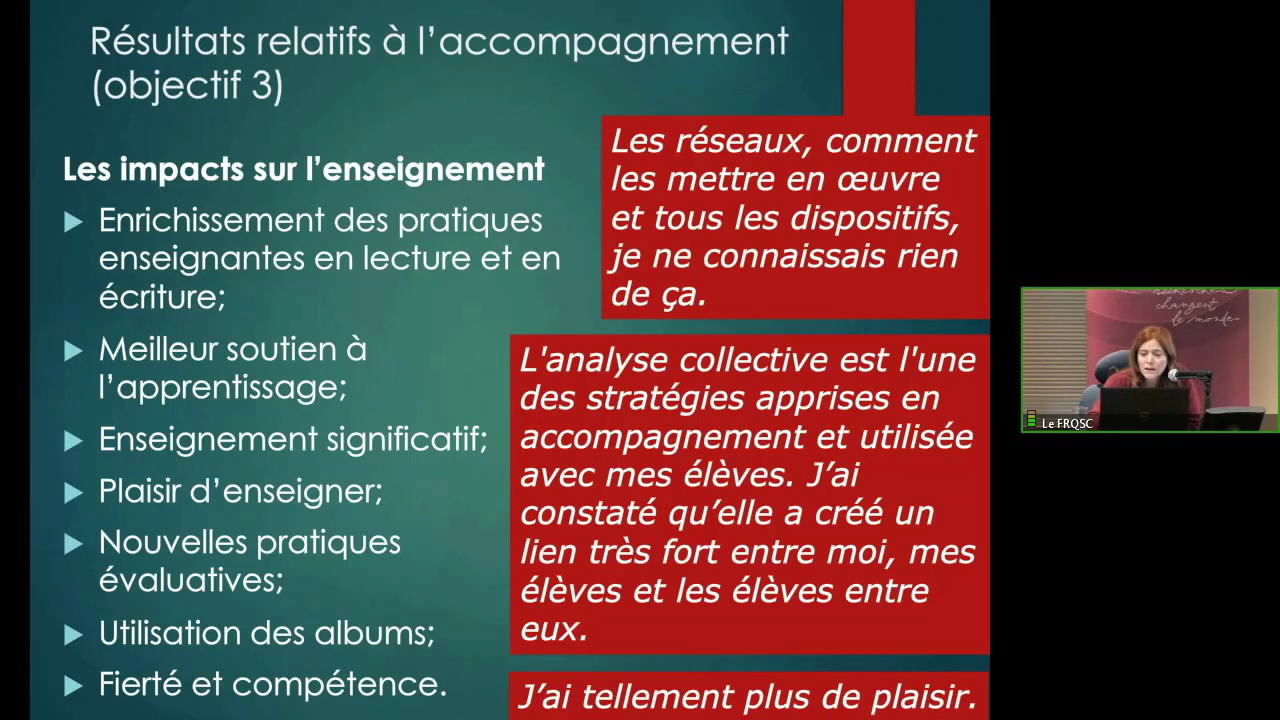 Résultats relatifs à l’accompagnement
(objectif 3)
Les impacts sur l’enseignement
Enrichissement des pratiques
enseignantes en lecture et en
écriture;
Meilleur soutien à
l’apprentissage;
Enseignement significatif;
Plaisir d’enseigner;
Nouvelles pratiques
évaluatives;
Utilisation des albums;
Fierté et compétence.
Les réseaux, comment
les mettre en œuvre
et tous les dispositifs,
je ne connaissais rien
de ça.
L'analyse collective est l'une
des stratégies apprises en
accompagnement et utilisée
avec mes élèves. J’ai
constaté qu’elle a créé un
lien très fort entre moi, mes
élèves et les élèves entre
eux.
J’ai tellement plus de plaisir.
changent
le monde
Le FRQSC